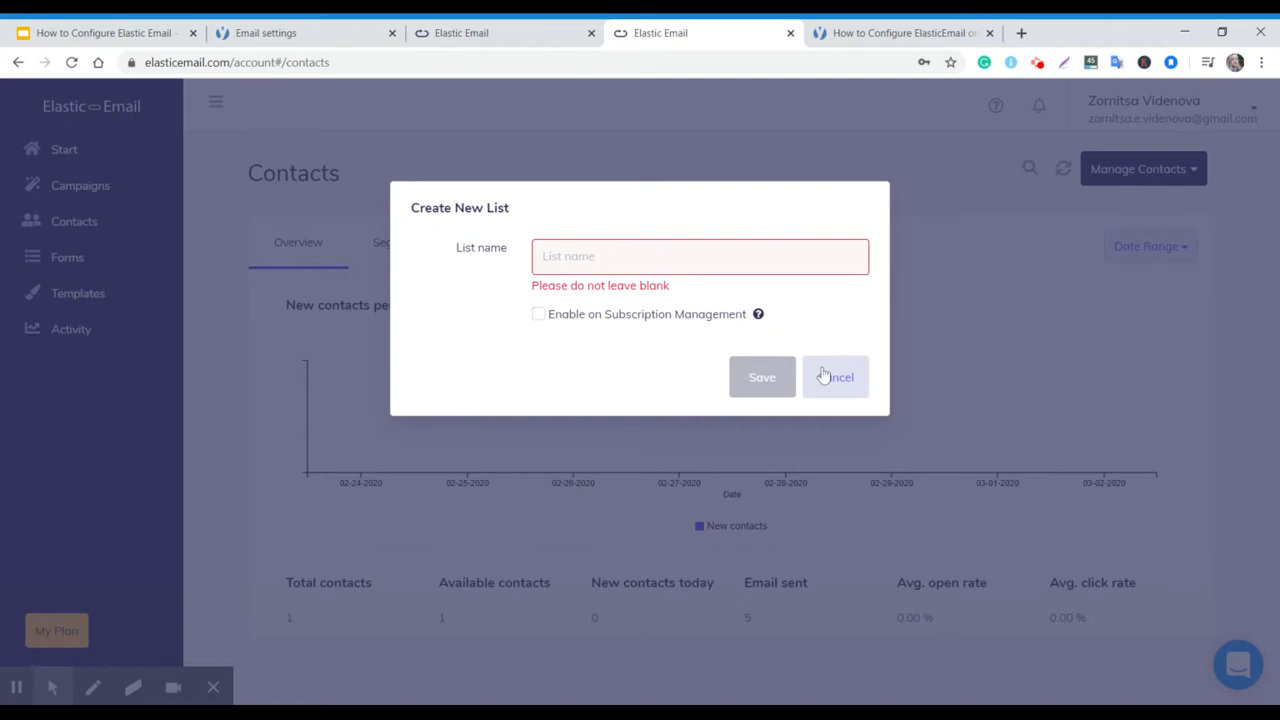 How to Configure Elastic Email -
Email settings
Elastic Email
Elastic Email
How to Configure ElasticEmail on
elasticemail.com/account#/contacts
45
Elastic Email
Zornitsa Videnova
zornitsa.e.videnova@gmail.com
Start
Campaigns
Contacts
Forms
Templates
Activity
My Plan
Contacts
Manage Contacts
Overview
Date Range
New contacts
Create New List
List name
List name
Please do not leave blank
Enable on Subscription Management
Save
02-24-2020 02-25-2020 02-26-2020 02-27-2020 02-28-2020 02-29-2020 03-01-2020 03-02-2020
Date
New contacts
Total contacts Available contacts New contacts today Email sent Avg. open rate Avg. click rate
1 1 0 5 0.00 % 0.00 %